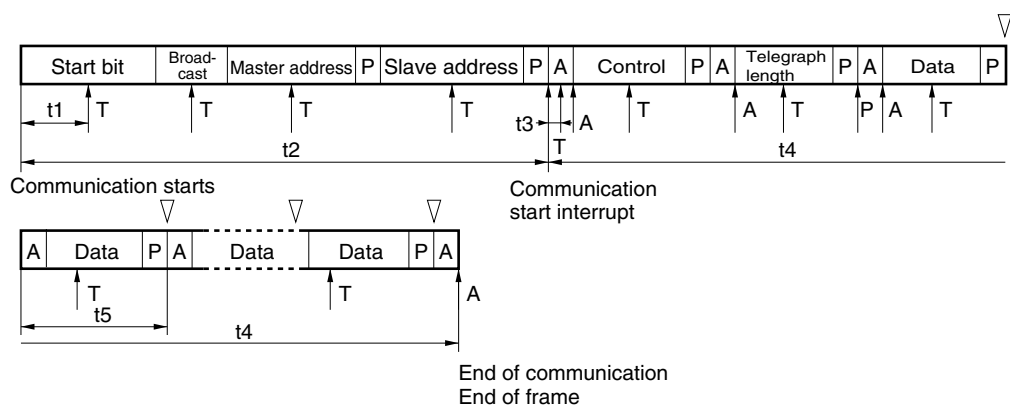 Start bit Broad-cast Master address P Slave address P A Control P A Telegraph length P A Data P
t1 T T T T t3 A T A T P A T
T
t2 t4
Communication starts
Communication
start interrupt
A Data P A Data Data P A
T T A
t5
t4
End of communication
End of frame